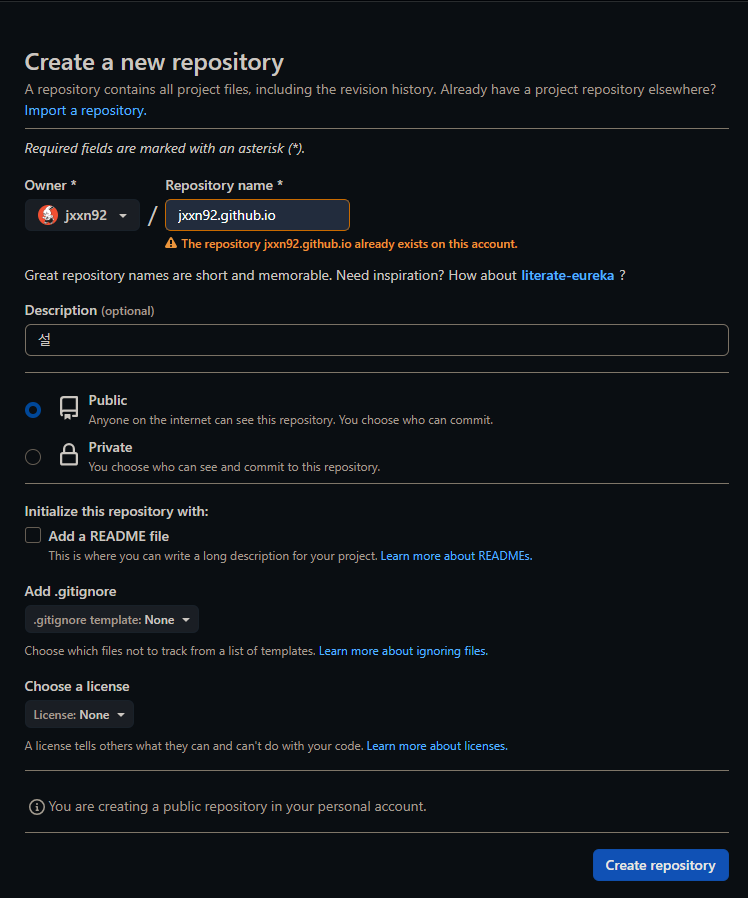 Create a new repository
A repository contains all project files, including the revision history. Already have a project repository elsewhere?
Import a repository.
Required fields are marked with an asterisk (*).
Owner * Repository name *
jxxn92 / jxxn92.github.io
The repository jxxn92.github.io already exists on this account.
Great repository names are short and memorable. Need inspiration? How about literate-eureka ?
Description (optional)
설
Public
Anyone on the internet can see this repository. You choose who can commit.
Private
You choose who can see and commit to this repository.
Initialize this repository with:
Add a README file
This is where you can write a long description for your project. Learn more about READMEs.
Add .gitignore
.gitignore template: None
Choose which files not to track from a list of templates. Learn more about ignoring files.
Choose a license
License: None
A license tells others what they can and can't do with your code. Learn more about licenses.
You are creating a public repository in your personal account.
Create repository